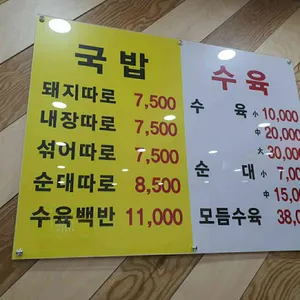 국밥
돼지따로 7,500
내장따로 7,500
섞어따로 7,500
순대따로 8,500
수육백반 11,000
수육
수 육 小 10,000
中 20,000
大 30,000
순 대 小 7,0
中 15,0
모듬수육 38,0